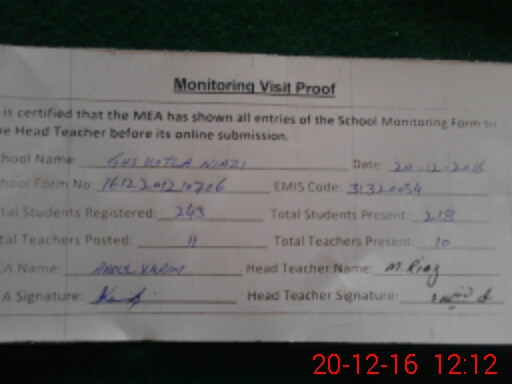 Monitoring Visit Proof
is certified that the MEA has shown all entries of the School Monitoring Form to
he Head Teacher before its online submission.
chool Name: GHS KOTLA NIAZI Date: 20-12-2016
chool Form No: EMIS Code: 31320054
tal Students Registered: 243 Total Students Present: 218
tal Teachers Posted: 11 Total Teachers Present: 10
EA Name: ABDUL KARIM Head Teacher Name: M. Riaz
A Signature: Head Teacher Signature:
20-12-16 12:12